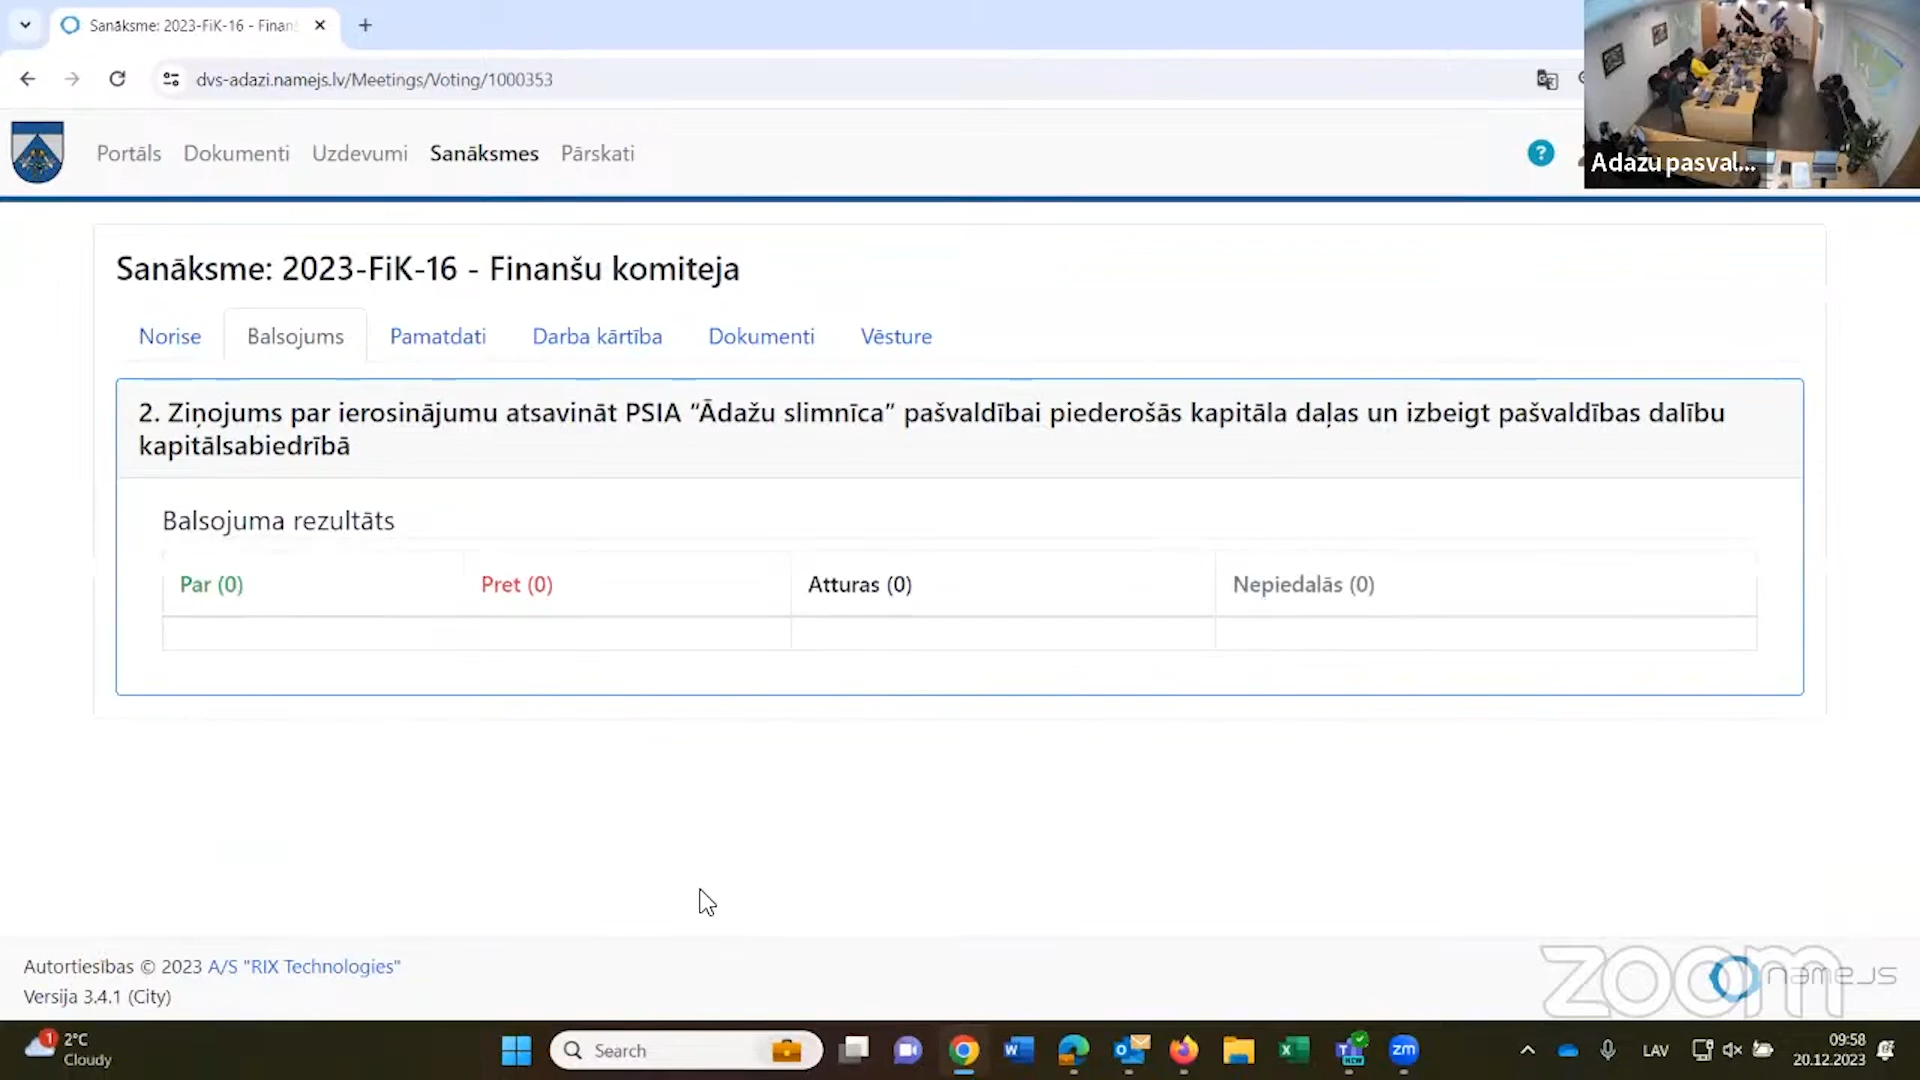 Sanāksme: 2023-FiK-16 - Finan
dvs-adazi.namejs.lv/Meetings/Voting/1000353
Portāls Dokumenti Uzdevumi Sanāksmes Pārskati
?
Adazu pasval...
Sanāksme: 2023-FiK-16 - Finanšu komiteja
Norise Balsojums Pamatdati Darba kārtība Dokumenti Vēsture
2. Ziņojums par ierosinājumu atsavināt PSIA “Ādažu slimnīca” pašvaldībai piederošās kapitāla daļas un izbeigt pašvaldības dalību
kapitālsabiedrībā
Balsojuma rezultāts
Par (0) Pret (0) Atturas (0) Nepiedalās (0)
Autortiesības © 2023 A/S "RIX Technologies"
Versija 3.4.1 (City)
zoom
namejs
1
2°C
Cloudy
Search
zm
LAV
09:58
20.12.2023